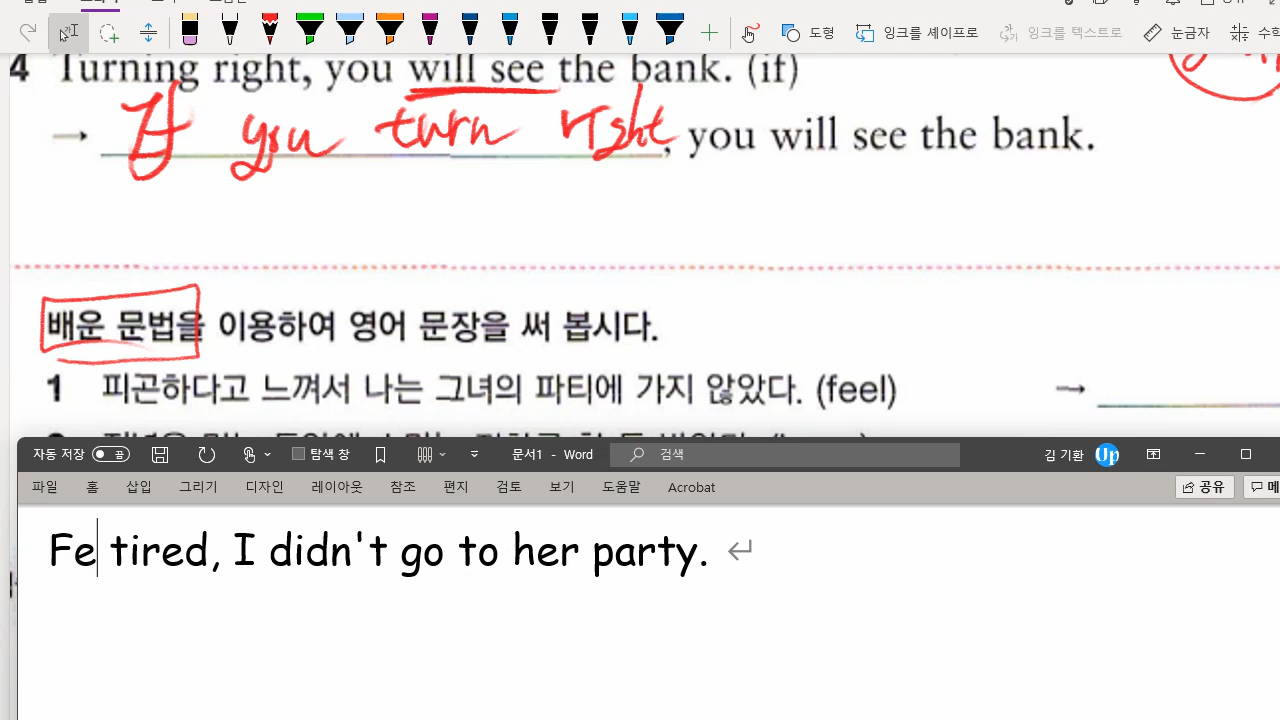 도형 잉크를 셰이프로 잉크를 텍스트로 눈금자 수학
4 Turning right, you will see the bank. (if)
→ If you turn right, you will see the bank.
배운 문법을 이용하여 영어 문장을 써 봅시다.
1 피곤하다고 느껴서 나는 그녀의 파티에 가지 않았다. (feel) →
자동 저장 끔 탐색 창 문서1 - Word 검색 김 기환 Up
파일 홈 삽입 그리기 디자인 레이아웃 참조 편지 검토 보기 도움말 Acrobat 공유 메
Fe tired, I didn't go to her party.